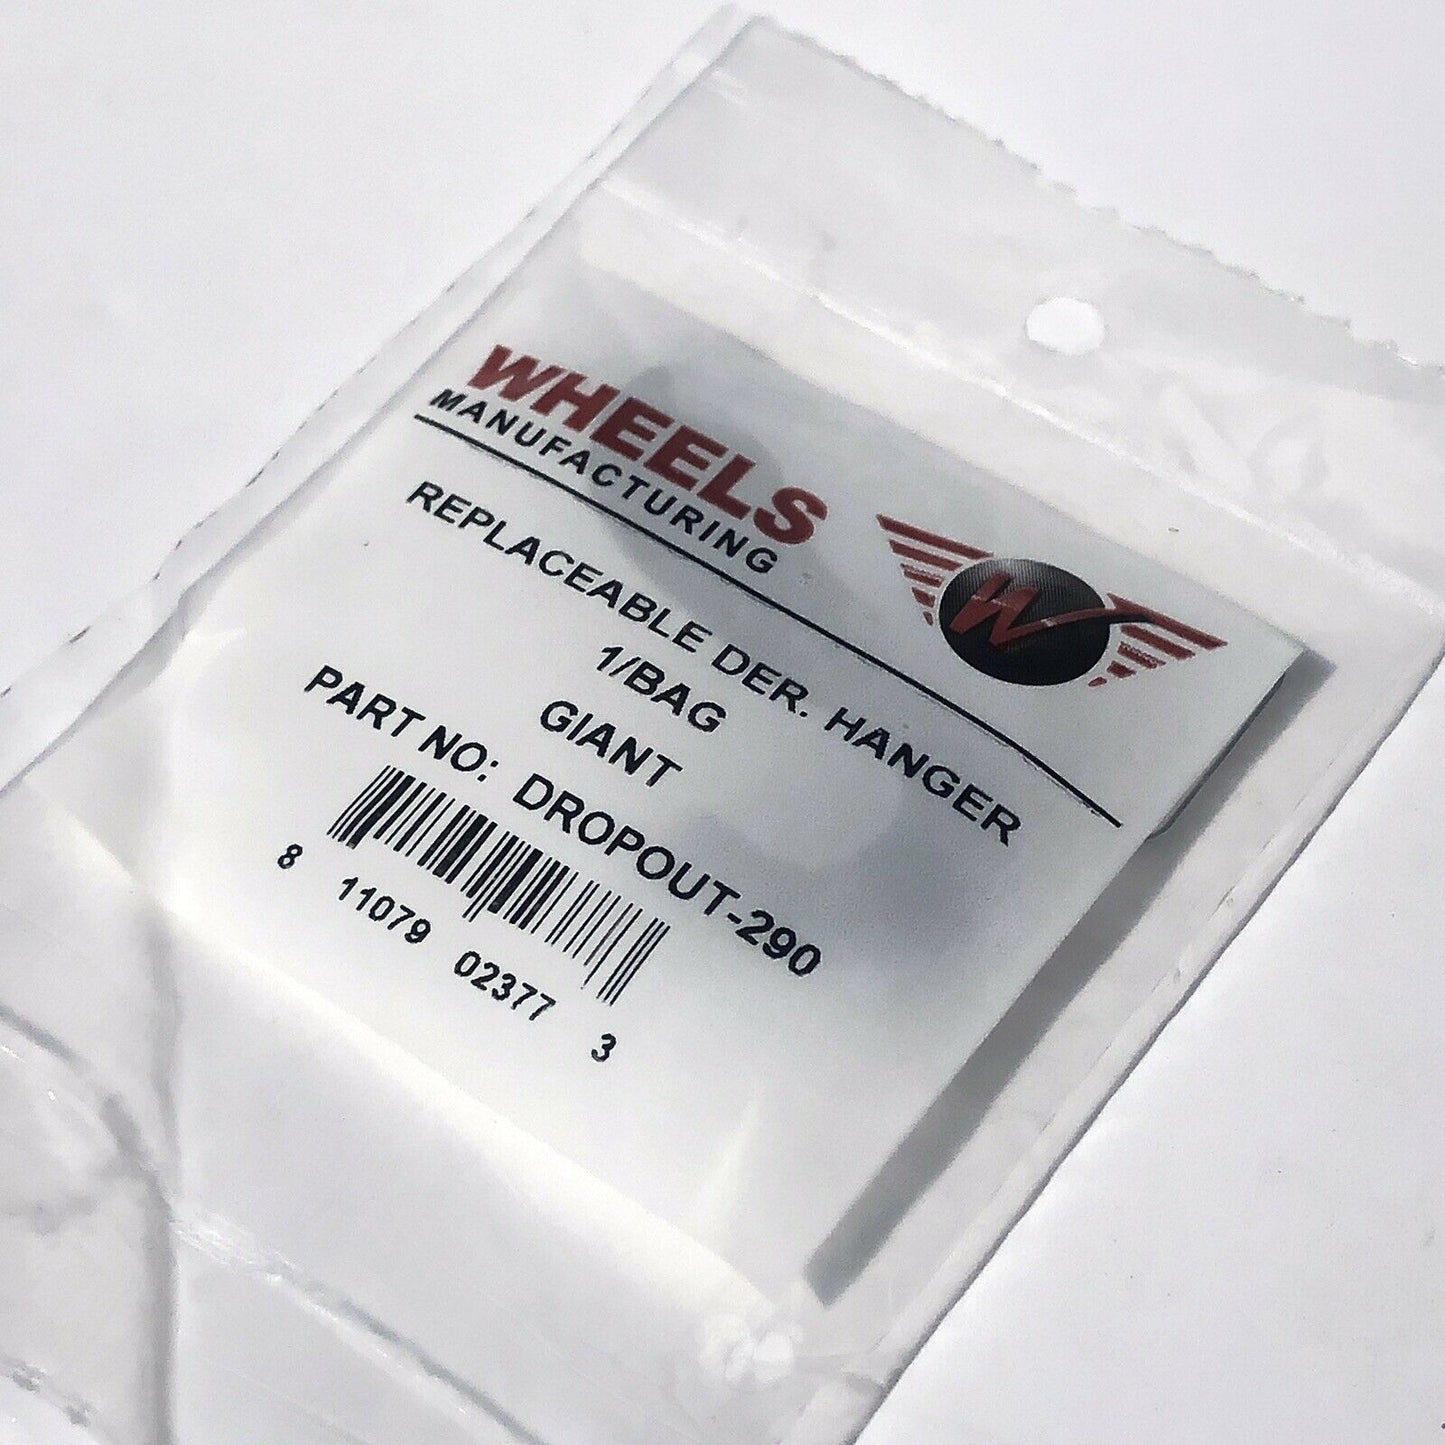 WHEELS
MANUFACTURING
W
REPLACEABLE DER. HANGER
1/BAG
GIANT
PART NO: DROPOUT-290
8 11079 02377 3